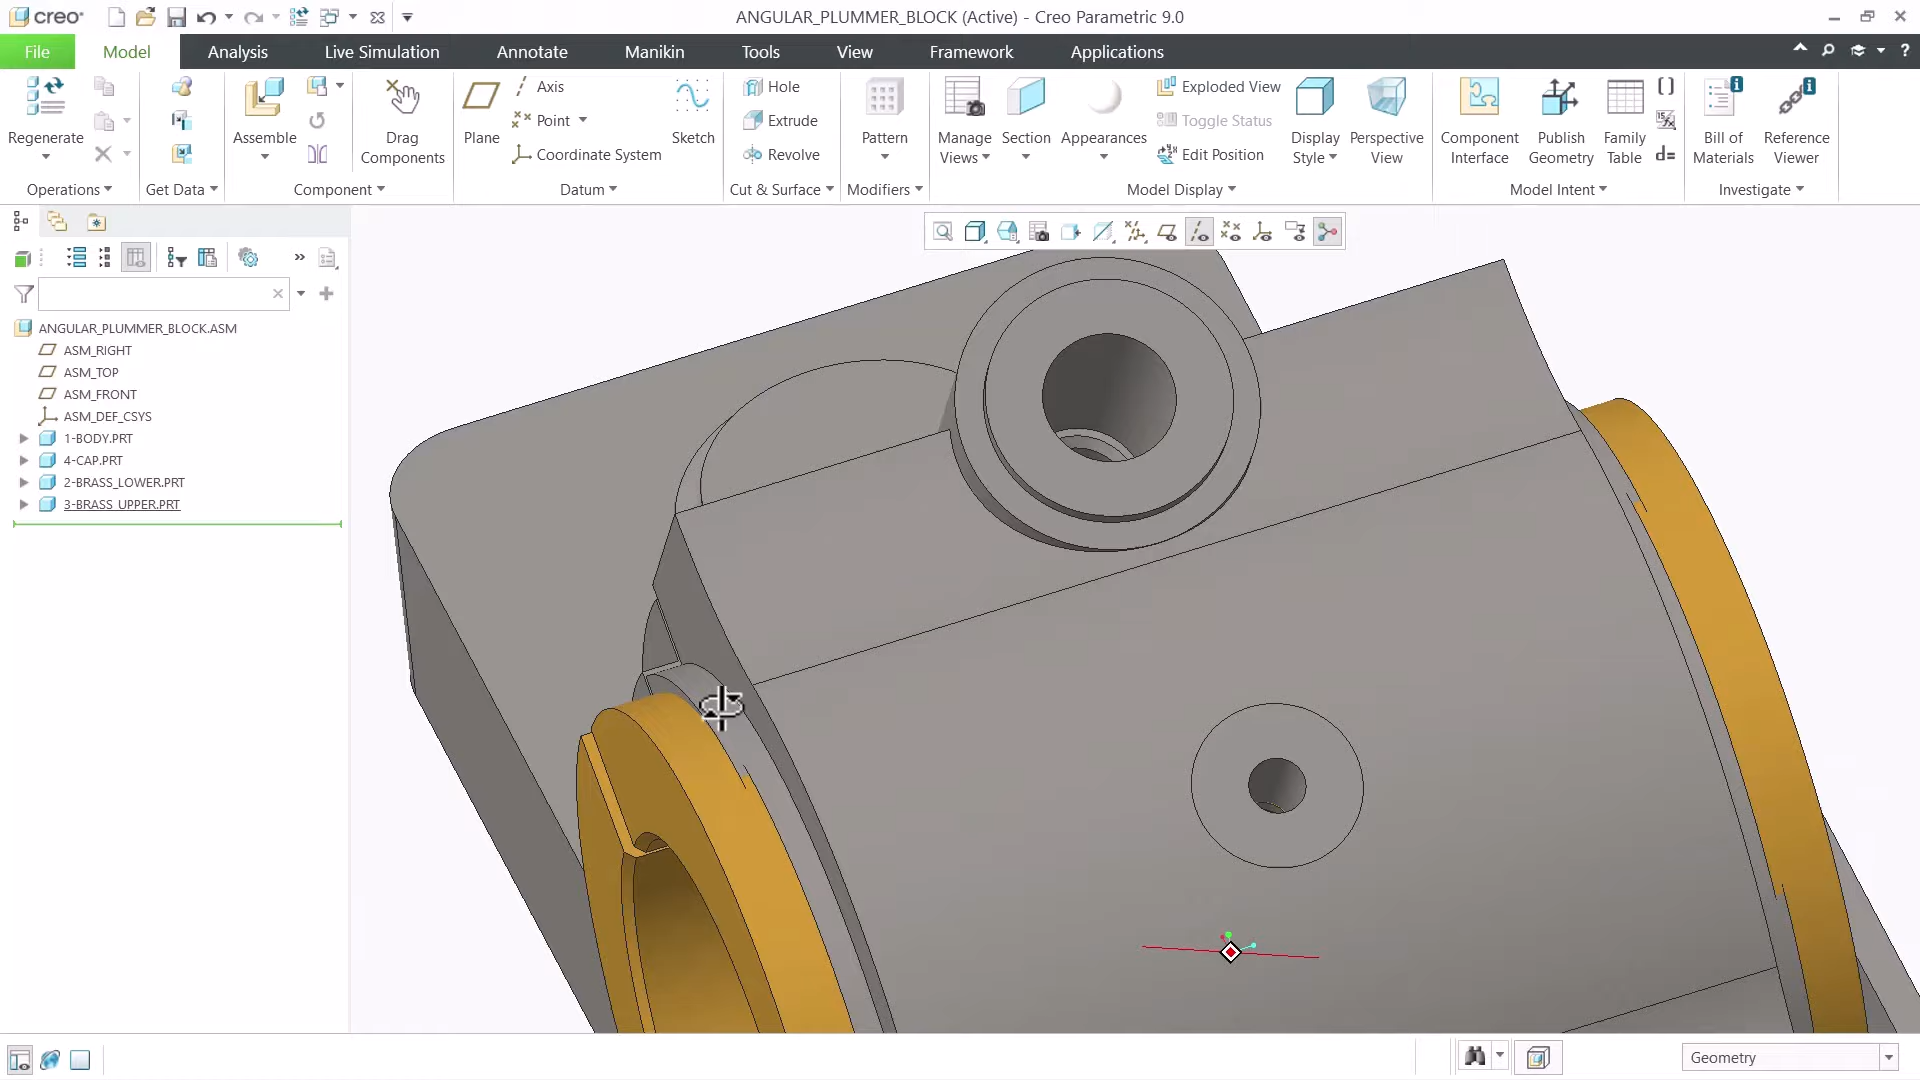 creo ANGULAR_PLUMMER_BLOCK (Active) - Creo Parametric 9.0
File Model Analysis Live Simulation Annotate Manikin Tools View Framework Applications
Regenerate
Operations
Get Data
Assemble
Drag Components
Component
Plane
Axis
Point
Coordinate System
Sketch
Datum
Hole
Extrude
Revolve
Cut & Surface
Pattern
Modifiers
Manage Views
Section
Appearances
Exploded View
Toggle Status
Edit Position
Display Style
Perspective View
Model Display
Component Interface
Publish Geometry
Family Table
d=
Model Intent
Bill of Materials
Reference Viewer
Investigate
ANGULAR_PLUMMER_BLOCK.ASM
ASM_RIGHT
ASM_TOP
ASM_FRONT
ASM_DEF_CSYS
1-BODY.PRT
4-CAP.PRT
2-BRASS_LOWER.PRT
3-BRASS_UPPER.PRT
Geometry